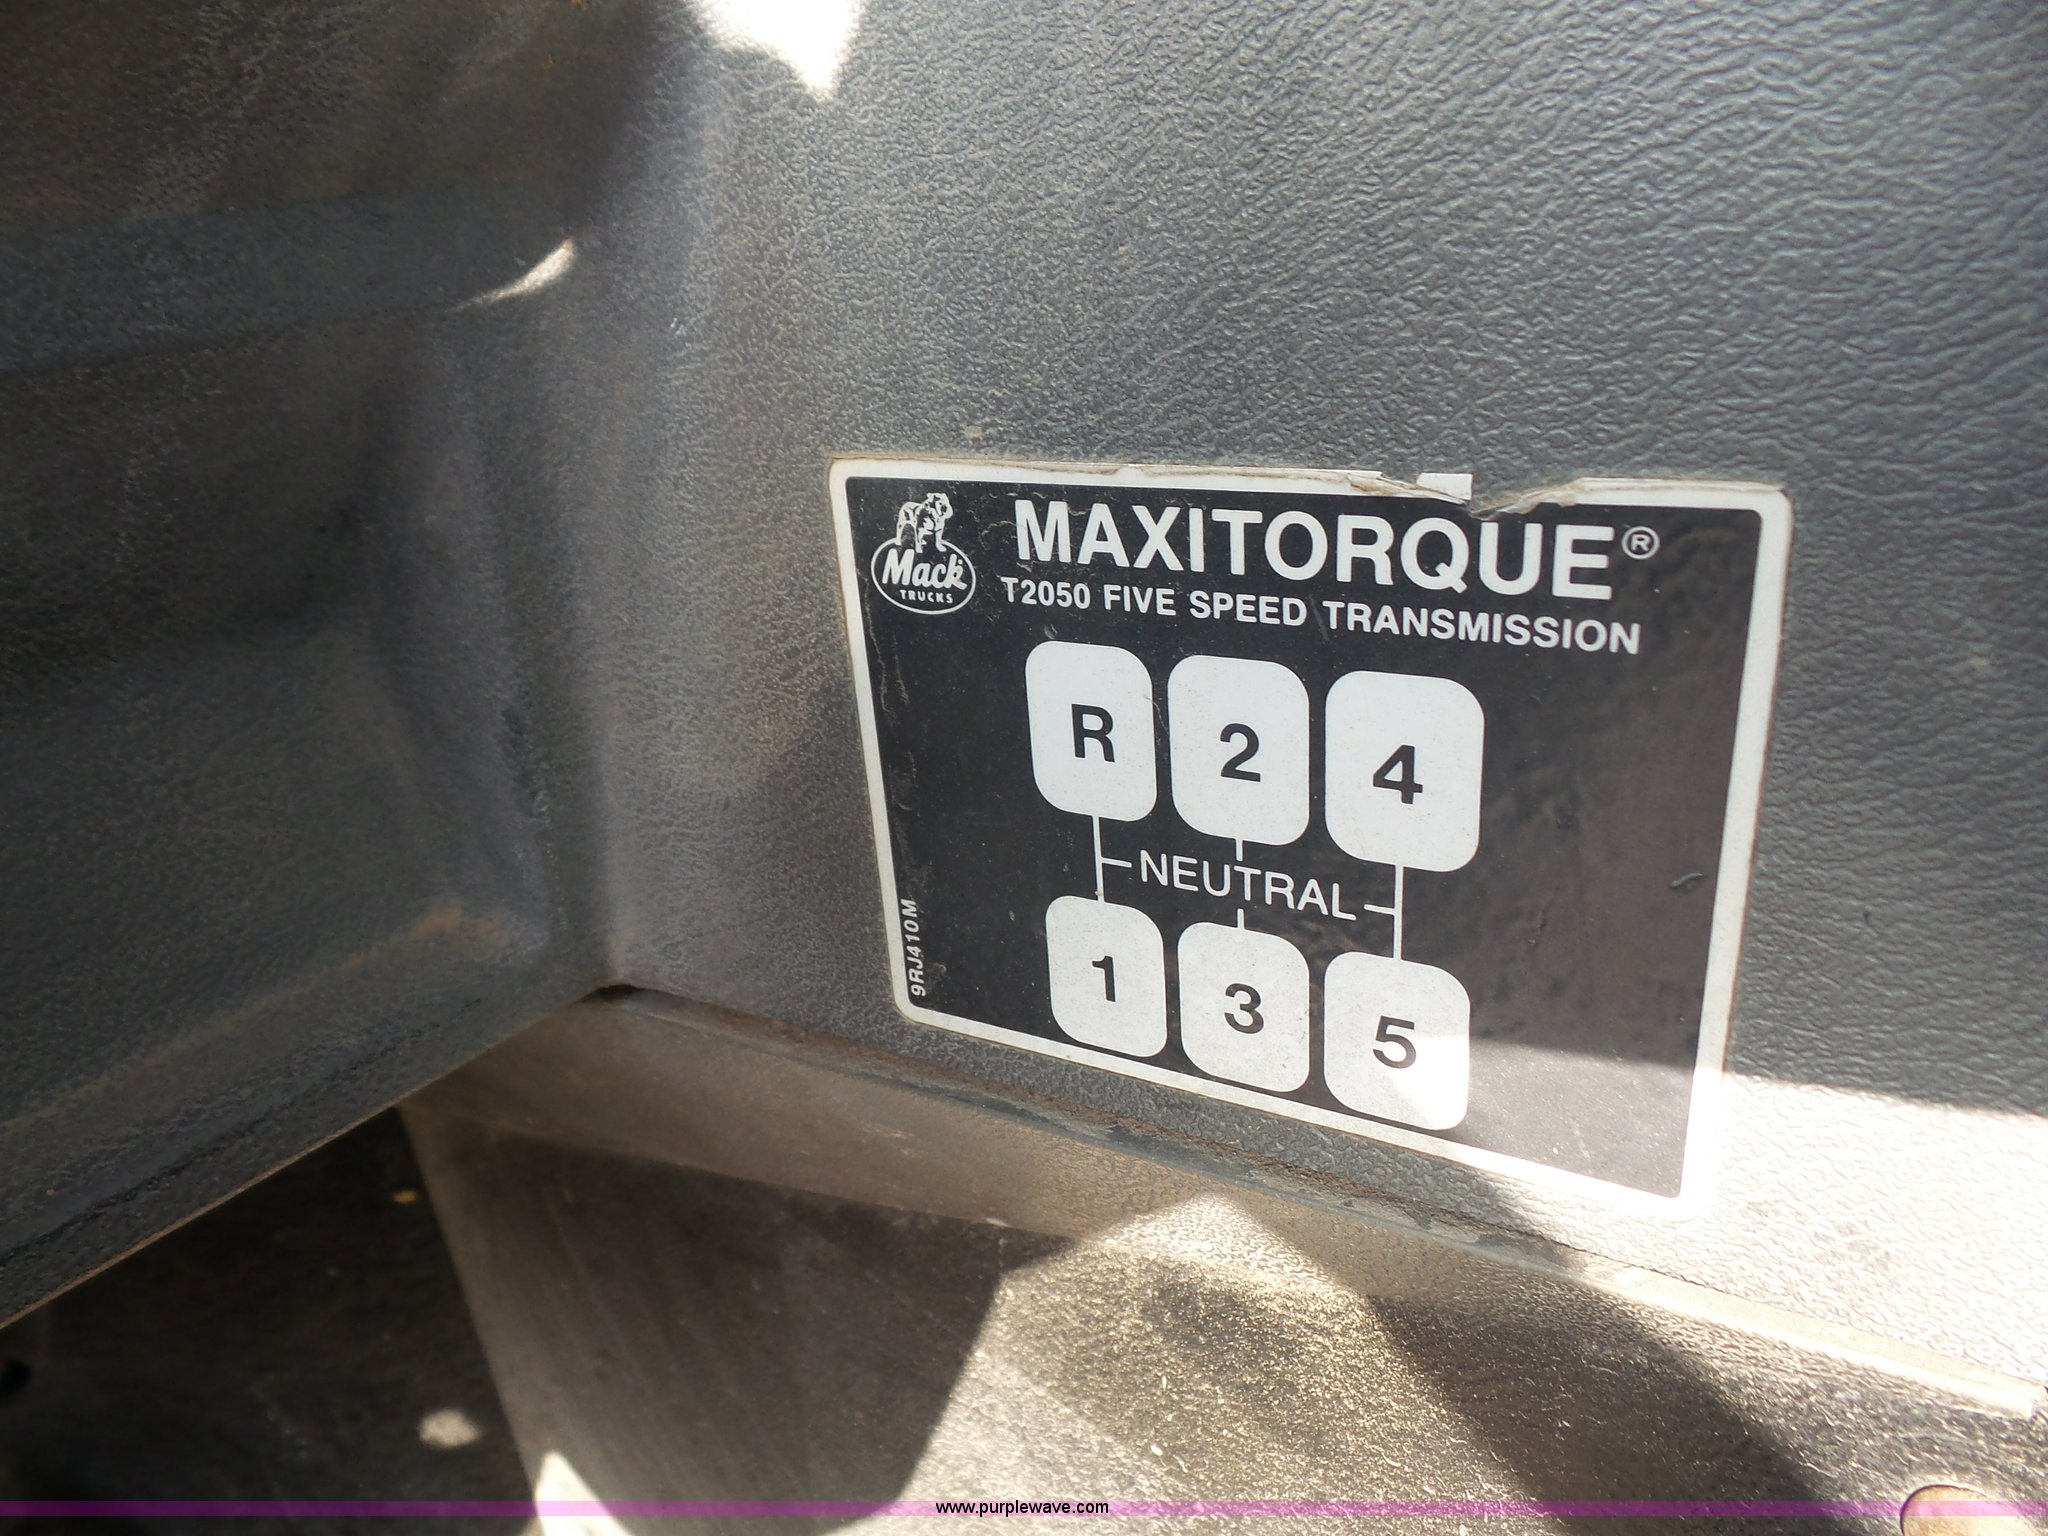 MAXITORQUE®
Mack
TRUCKS
T2050 FIVE SPEED TRANSMISSION
R 2 4
NEUTRAL
1 3 5
9RJ410M
www.purplewave.com